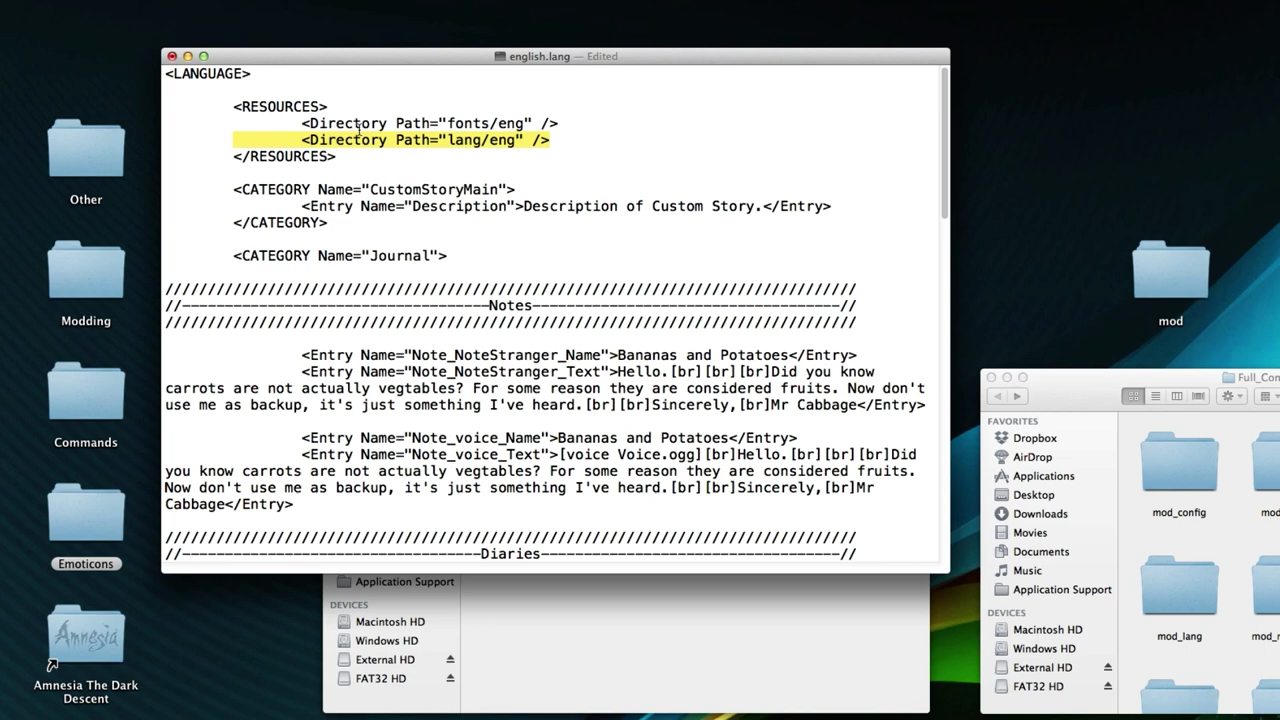 english.lang — Edited
<LANGUAGE>
<RESOURCES>
<Directory Path="fonts/eng" />
<Directory Path="lang/eng" />
</RESOURCES>
<CATEGORY Name="CustomStoryMain">
<Entry Name="Description">Description of Custom Story.</Entry>
</CATEGORY>
<CATEGORY Name="Journal">
//////////////////////////////////////////////////////////////////////////////////
//------------------------------------Notes---------------------------------------//
//////////////////////////////////////////////////////////////////////////////////
<Entry Name="Note_NoteStranger_Name">Bananas and Potatoes</Entry>
<Entry Name="Note_NoteStranger_Text">Hello.[br][br][br]Did you know
carrots are not actually vegtables? For some reason they are considered fruits. Now don't
use me as backup, it's just something I've heard.[br][br]Sincerely,[br]Mr Cabbage</Entry>
<Entry Name="Note_voice_Name">Bananas and Potatoes</Entry>
<Entry Name="Note_voice_Text">[voice Voice.ogg][br]Hello.[br][br][br]Did
you know carrots are not actually vegtables? For some reason they are considered fruits.
Now don't use me as backup, it's just something I've heard.[br][br]Sincerely,[br]Mr
Cabbage</Entry>
//////////////////////////////////////////////////////////////////////////////////
//-----------------------------------Diaries--------------------------------------//
Other
Modding
Commands
Emoticons
Amnesia
Amnesia The Dark
Descent
Application Support
DEVICES
Macintosh HD
Windows HD
External HD
FAT32 HD
mod
Full_Con
FAVORITES
Dropbox
AirDrop
Applications
Desktop
Downloads
Movies
Documents
Music
Application Support
DEVICES
Macintosh HD
Windows HD
External HD
FAT32 HD
mod_config
mod_lang